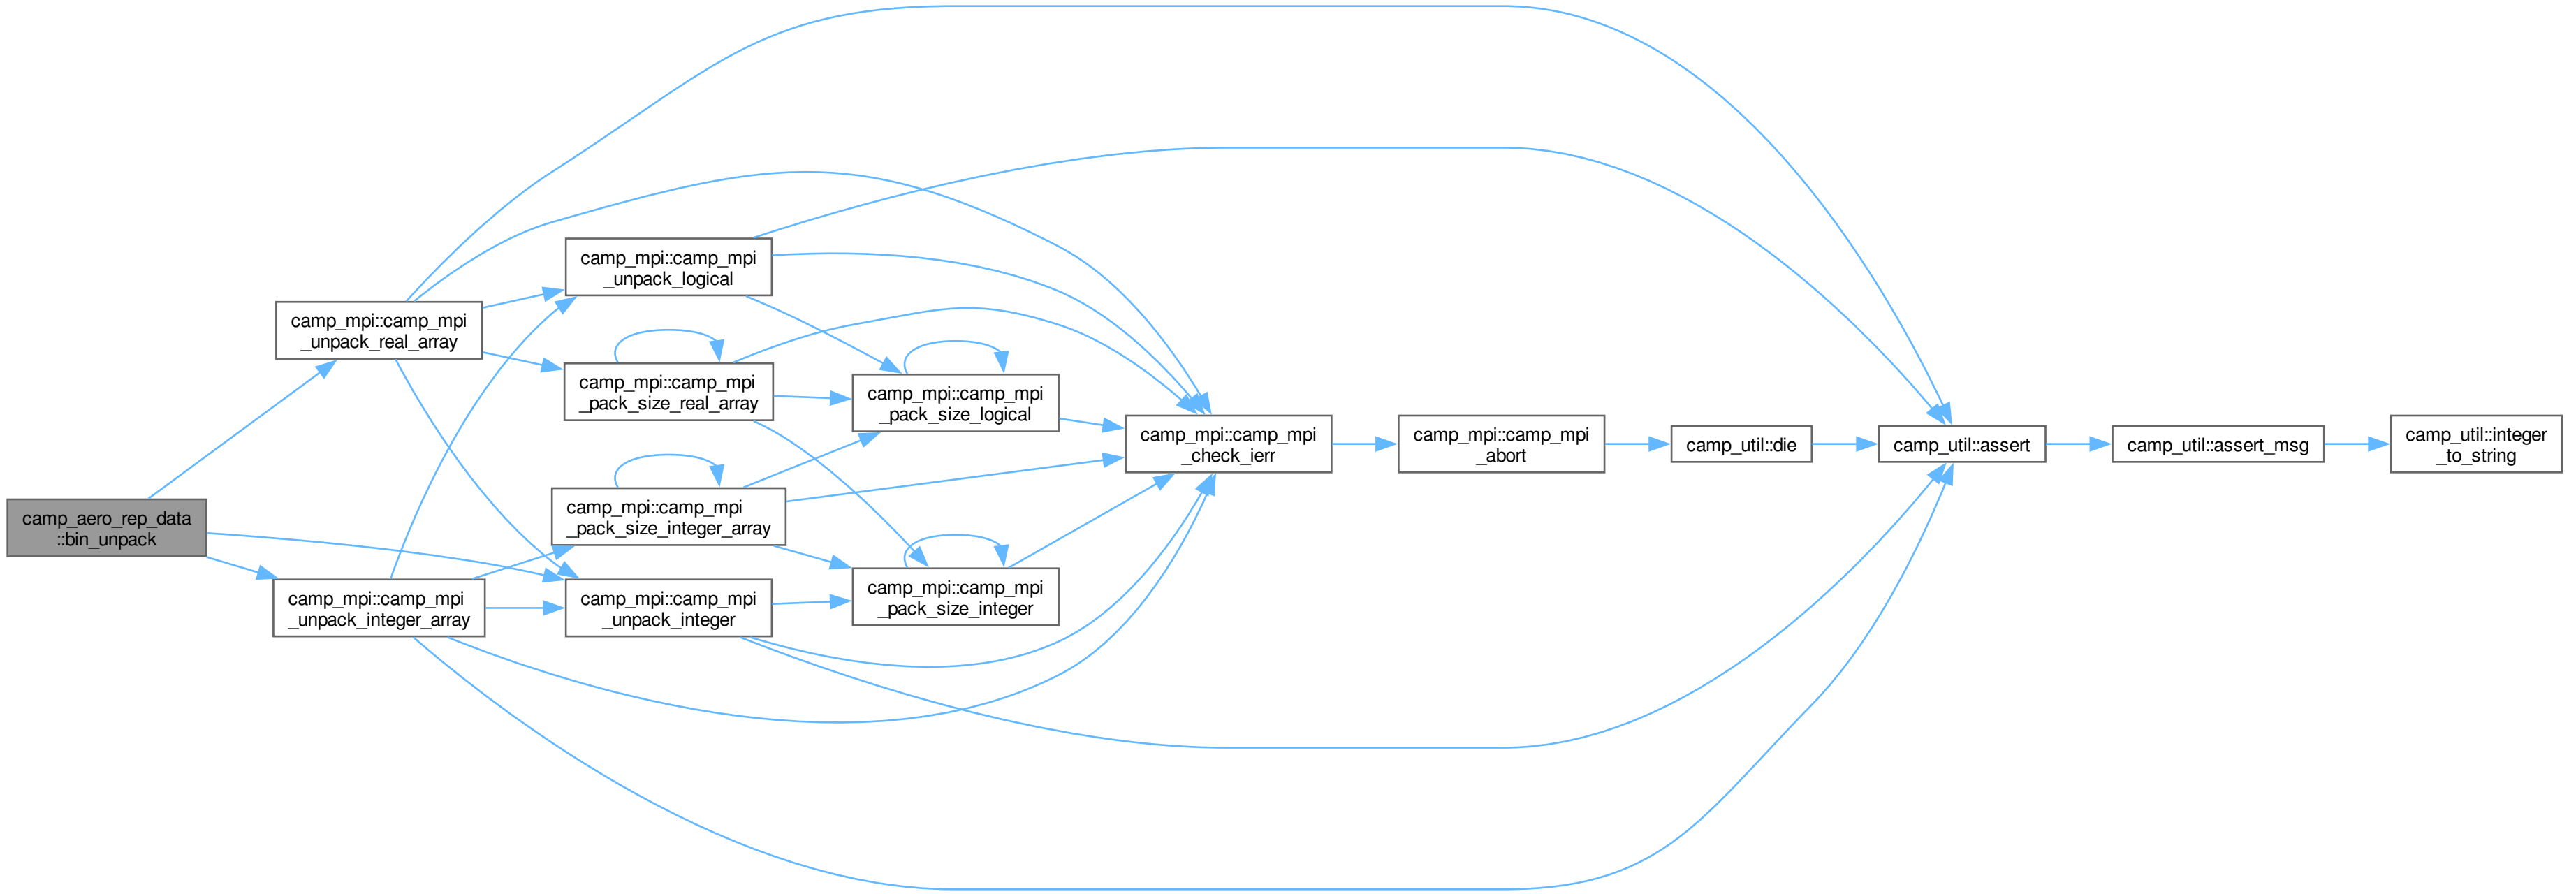 camp_aero_rep_data
::bin_unpack
camp_mpi::camp_mpi
_unpack_real_array
camp_mpi::camp_mpi
_unpack_integer_array
camp_mpi::camp_mpi
_unpack_logical
camp_mpi::camp_mpi
_pack_size_real_array
camp_mpi::camp_mpi
_pack_size_integer_array
camp_mpi::camp_mpi
_unpack_integer
camp_mpi::camp_mpi
_pack_size_logical
camp_mpi::camp_mpi
_pack_size_integer
camp_mpi::camp_mpi
_check_ierr
camp_mpi::camp_mpi
_abort
camp_util::die
camp_util::assert
camp_util::assert_msg
camp_util::integer
_to_string